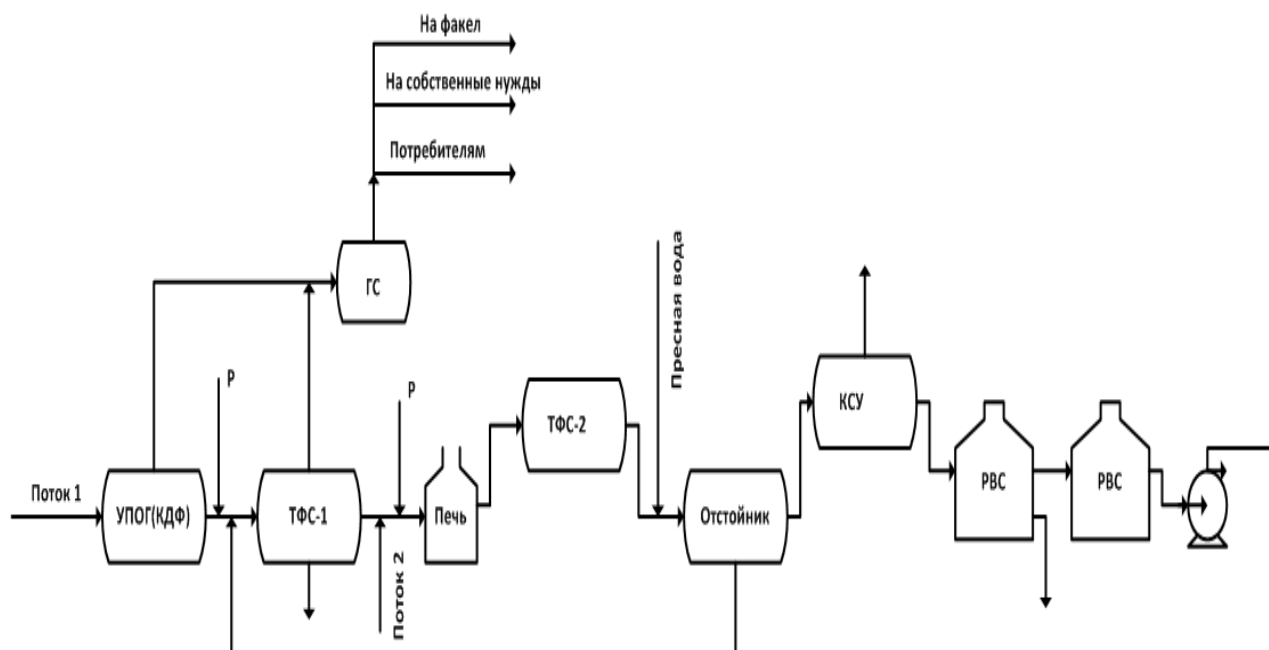 На факел
На собственные нужды
Потребителям
ГС
Пресная вода
Р
Р
КСУ
ТФС-2
Поток 1
УПОГ(КДФ)
ТФС-1
Печь
Отстойник
РВС
РВС
Поток 2